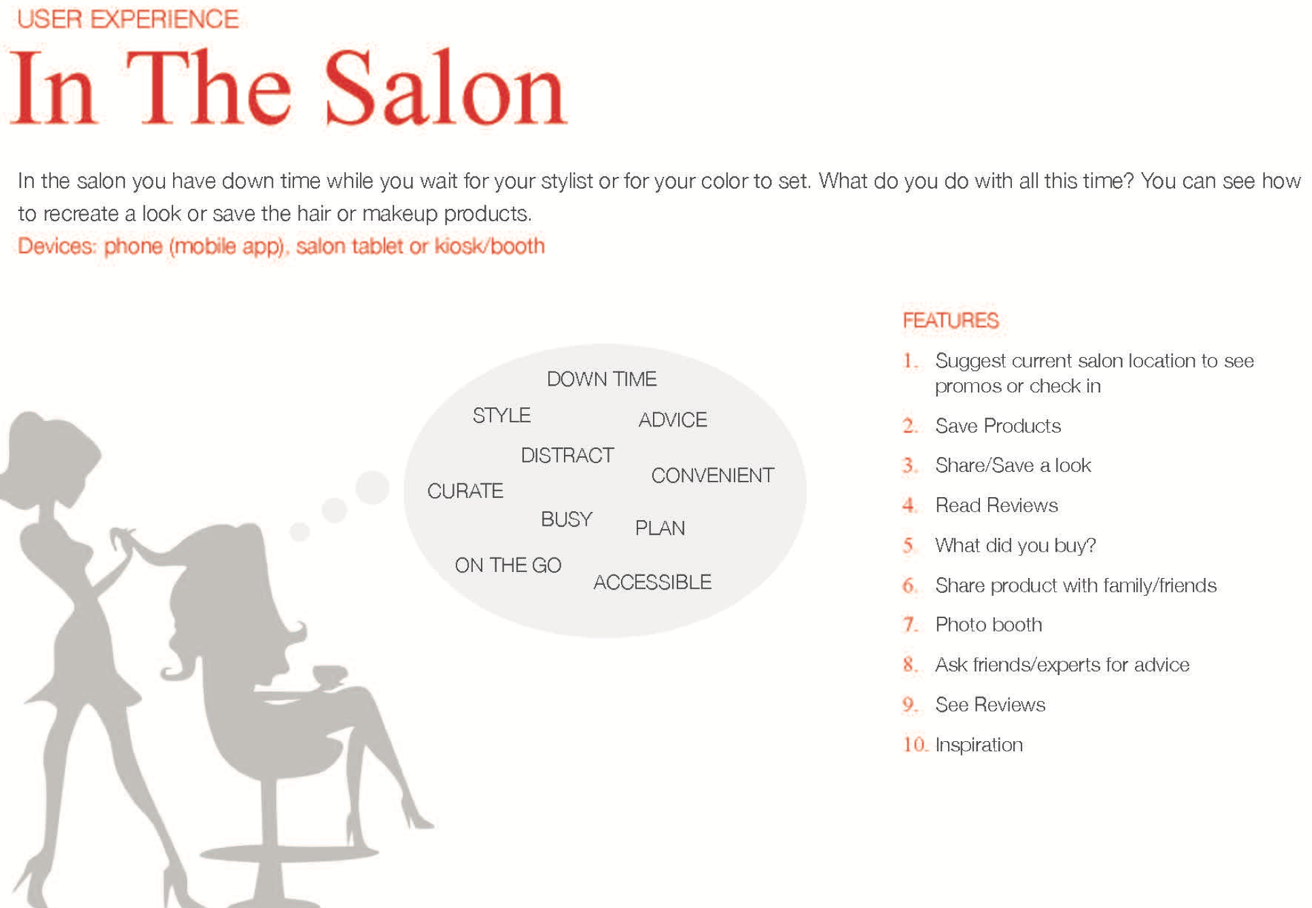 USER EXPERIENCE
In The Salon
In the salon you have down time while you wait for your stylist or for your color to set. What do you do with all this time? You can see how
to recreate a look or save the hair or makeup products.
Devices: phone (mobile app), salon tablet or kiosk/booth
DOWN TIME
STYLE
ADVICE
DISTRACT
CONVENIENT
CURATE
BUSY
PLAN
ON THE GO
ACCESSIBLE
FEATURES
1. Suggest current salon location to see
promos or check in
2. Save Products
3. Share/Save a look
4. Read Reviews
5. What did you buy?
6. Share product with family/friends
7. Photo booth
8. Ask friends/experts for advice
9. See Reviews
10. Inspiration